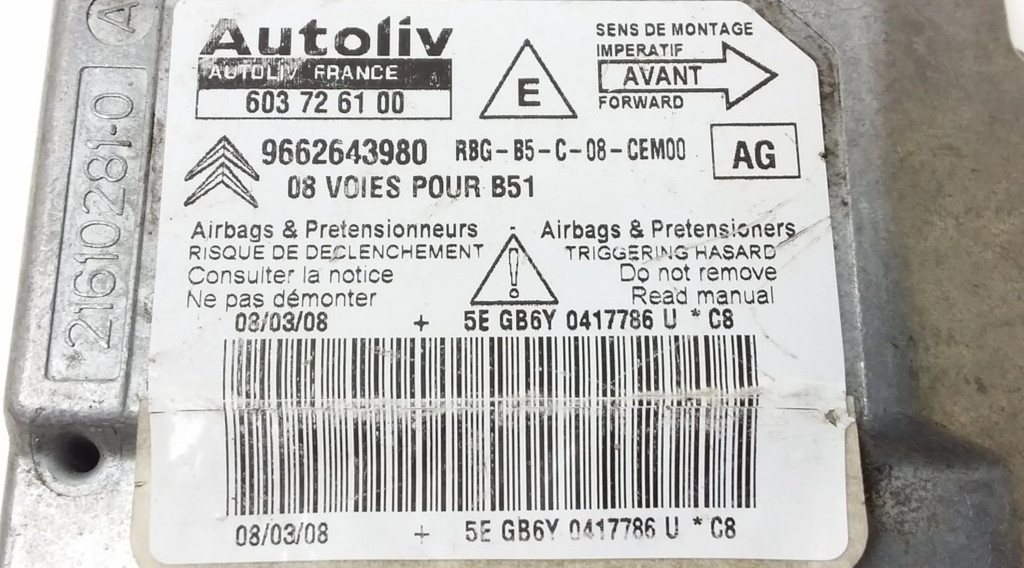 Autoliv
AUTOLIV FRANCE
603 72 61 00
E
SENS DE MONTAGE
IMPERATIF
AVANT
FORWARD
9662643980 RBG-B5-C-08-CEM00
AG
08 VOIES POUR B51
Airbags & Pretensionneurs
RISQUE DE DECLENCHEMENT
Consulter la notice
Ne pas démonter
!
Airbags & Pretensioners
TRIGGERING HASARD
Do not remove
Read manual
08/03/08 + 5E GB6Y 0417786 U * C8
08/03/08 + 5E GB6Y 0417786 U * C8
21610281-0
A